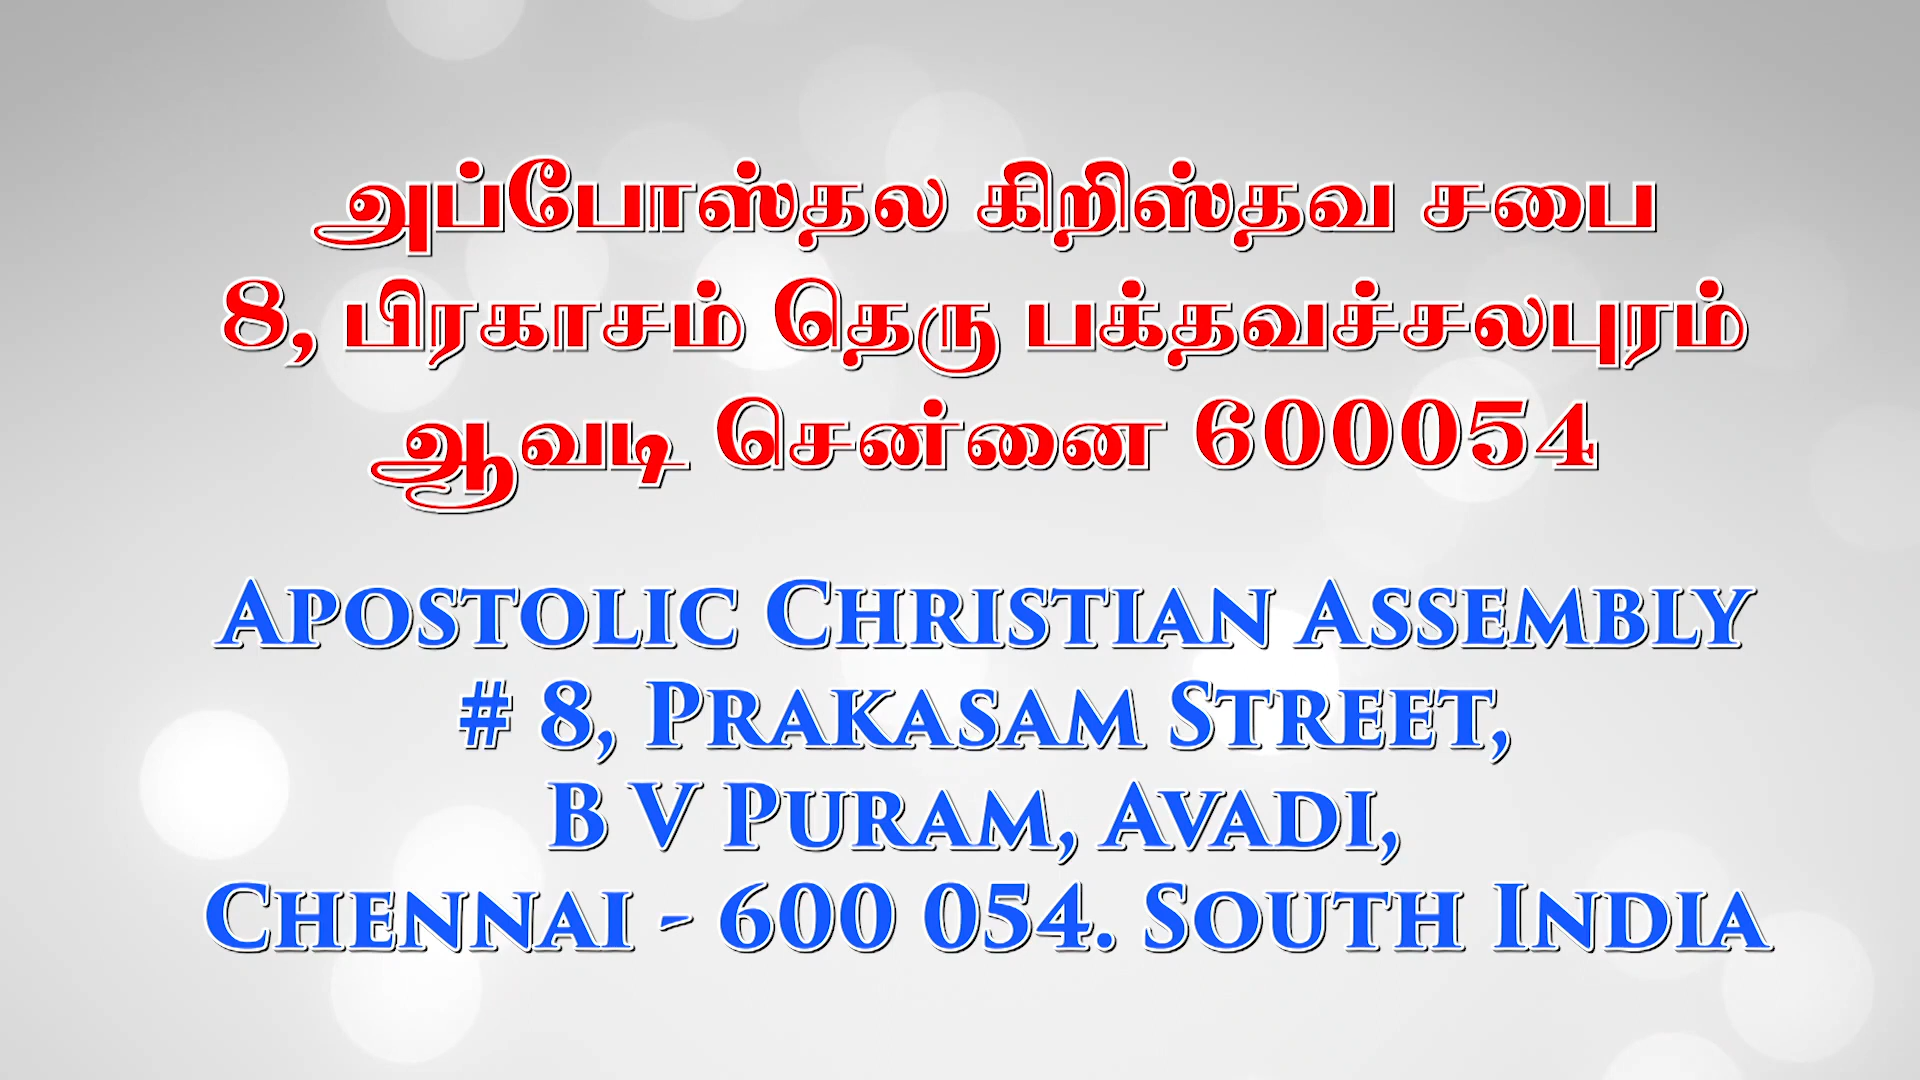 அப்போஸ்தல கிறிஸ்தவ சபை
8, பிரகாசம் தெரு பக்தவச்சலபுரம்
ஆவடி சென்னை 600054
Apostolic Christian Assembly
# 8, Prakasam Street,
B V Puram, Avadi,
Chennai - 600 054. South India